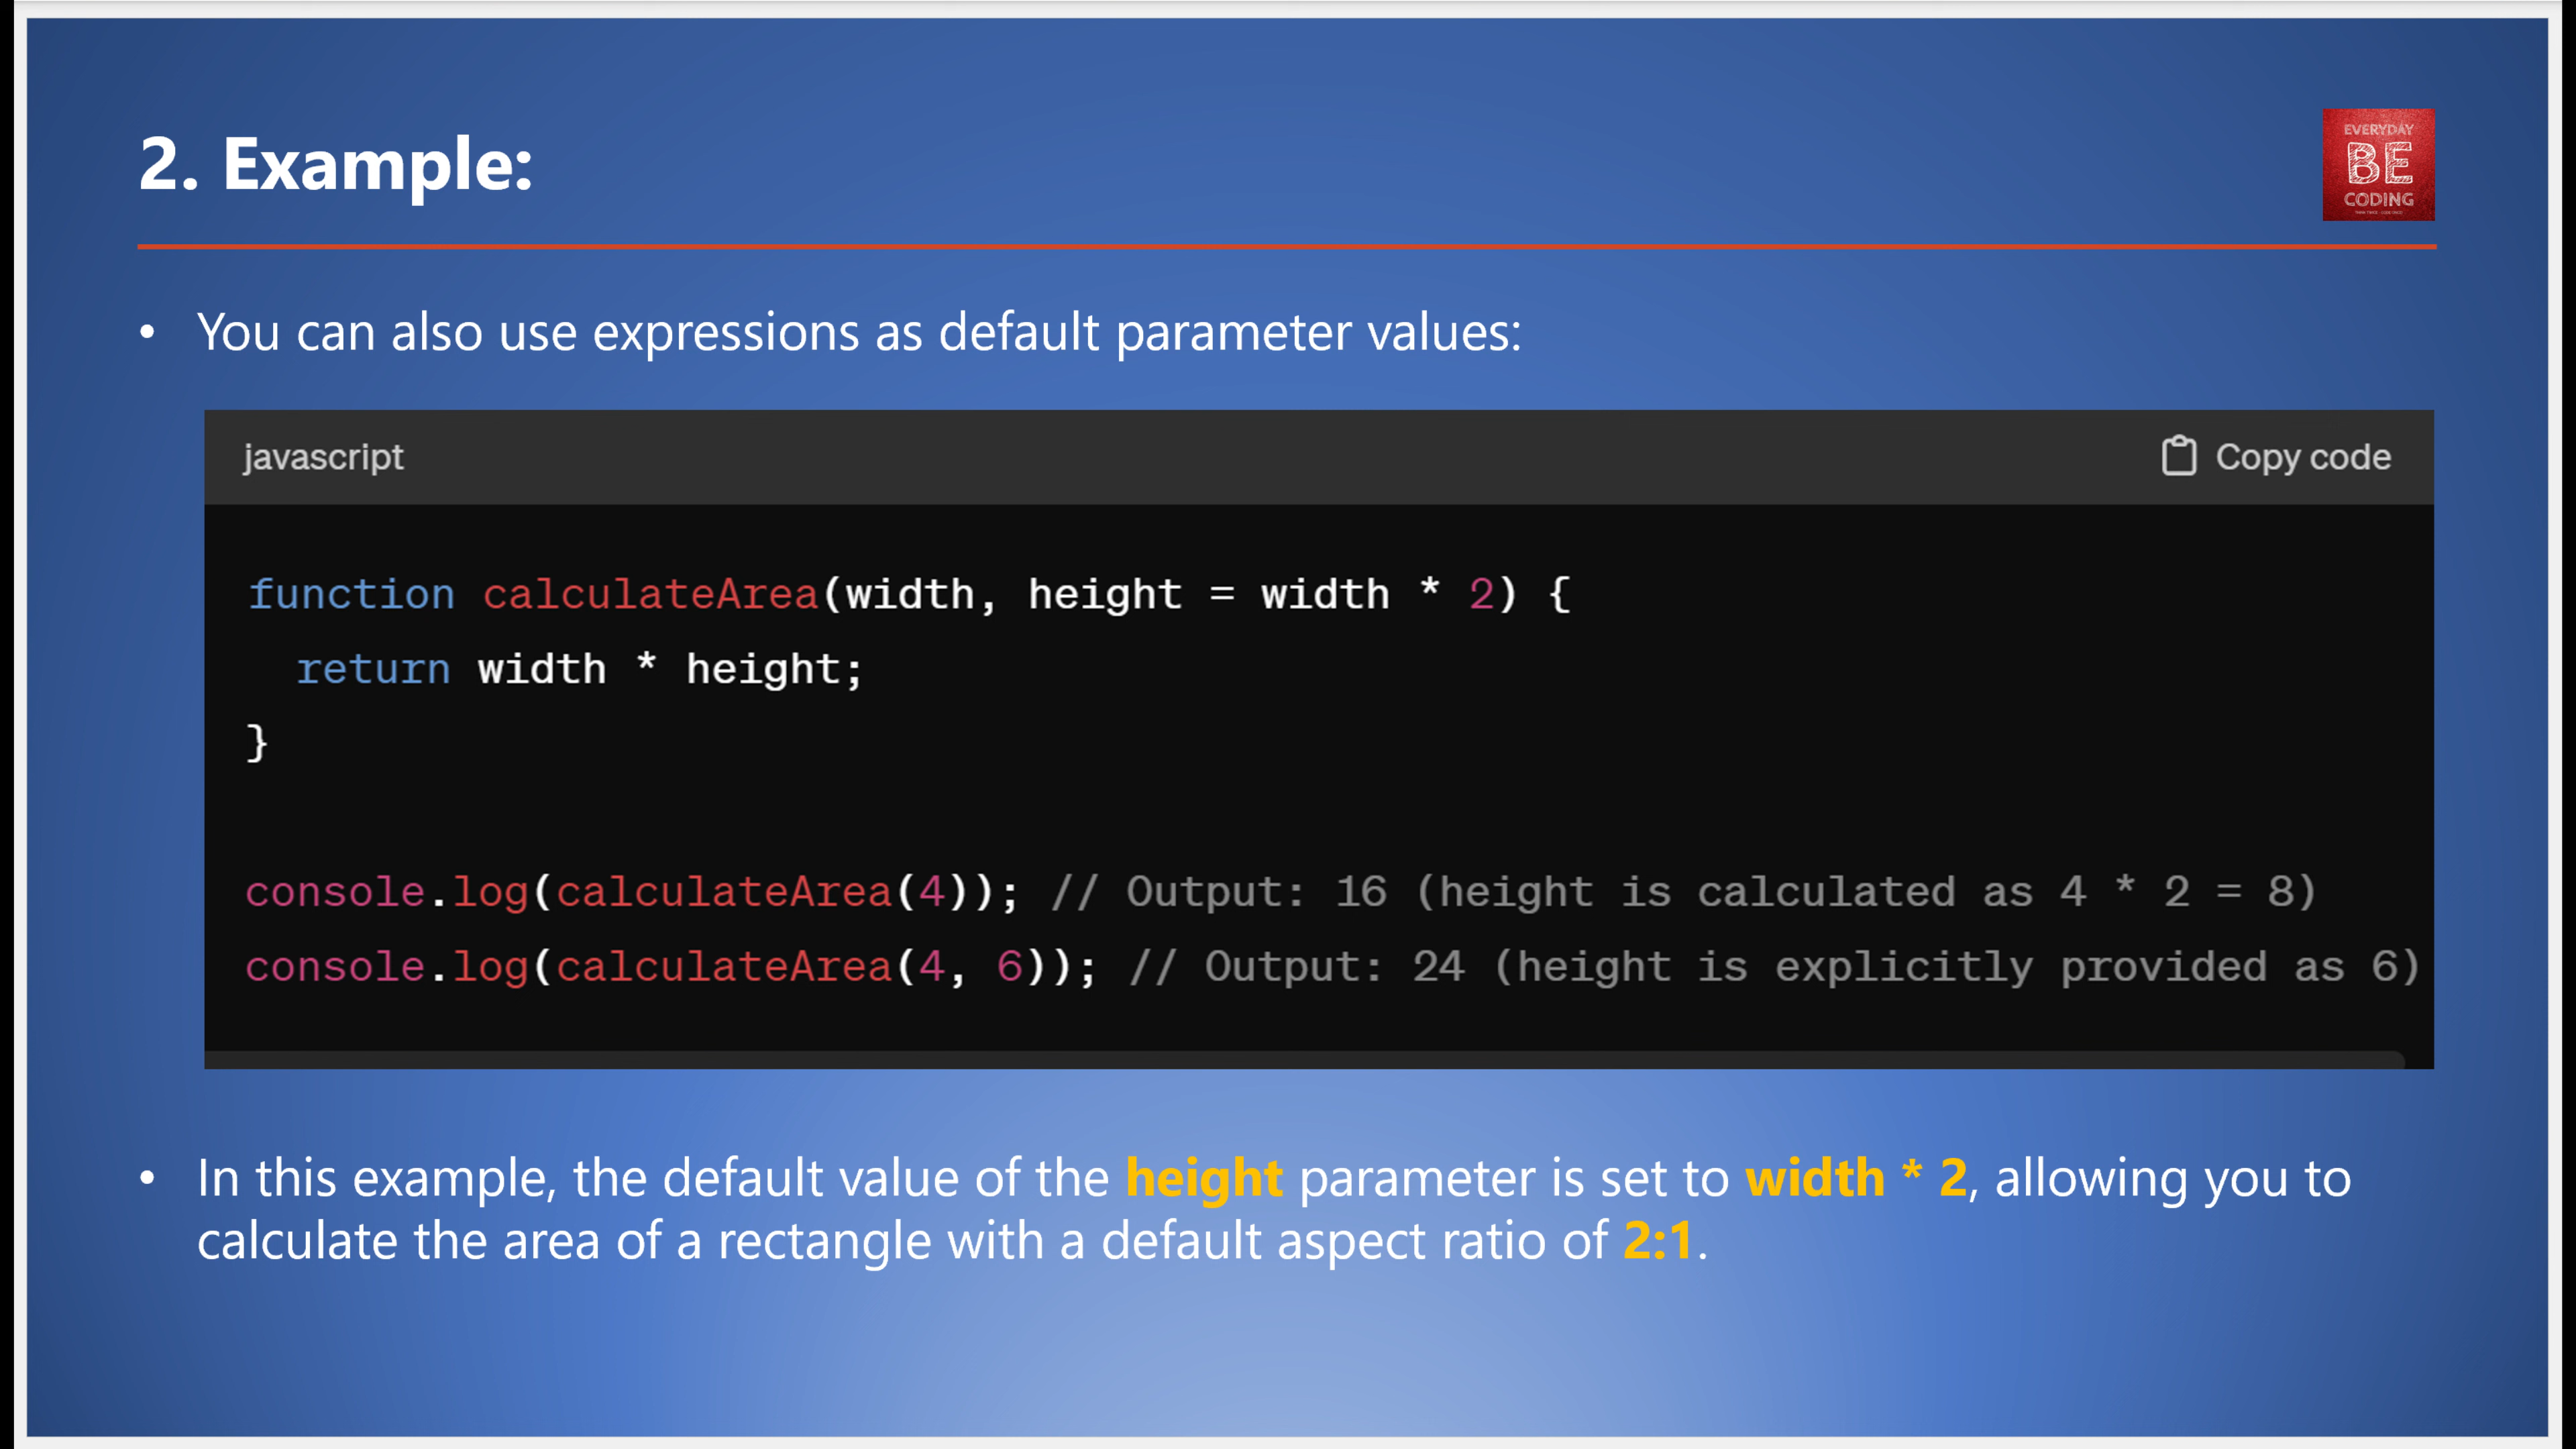 2. Example:
EVERYDAY
BE
CODING
• You can also use expressions as default parameter values:
javascript
Copy code
function calculateArea(width, height = width * 2) {
  return width * height;
}
console.log(calculateArea(4)); // Output: 16 (height is calculated as 4 * 2 = 8)
console.log(calculateArea(4, 6)); // Output: 24 (height is explicitly provided as 6)
• In this example, the default value of the height parameter is set to width * 2, allowing you to
calculate the area of a rectangle with a default aspect ratio of 2:1.